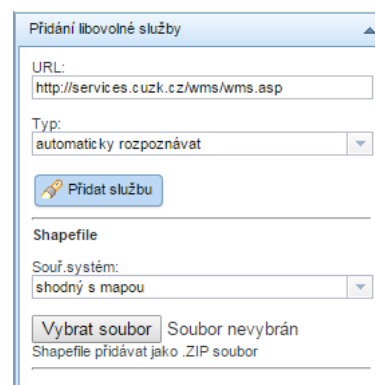 Přidání libovolné služby
URL:
http://services.cuzk.cz/wms/wms.asp
Typ:
automaticky rozpoznávat
Přidat službu
Shapefile
Souř.systém:
shodný s mapou
Vybrat soubor Soubor nevybrán
Shapefile přidávat jako .ZIP soubor